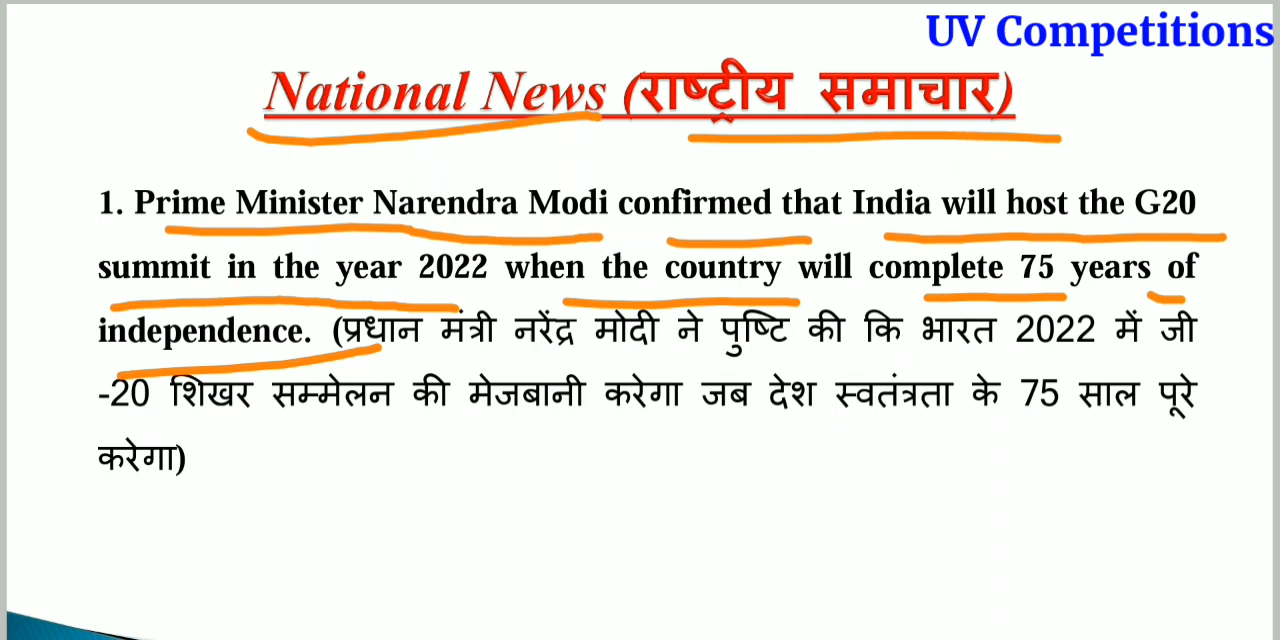 UV Competitions
National News (राष्ट्रीय समाचार)
1. Prime Minister Narendra Modi confirmed that India will host the G20
summit in the year 2022 when the country will complete 75 years of
independence. (प्रधान मंत्री नरेंद्र मोदी ने पुष्टि की कि भारत 2022 में जी
-20 शिखर सम्मेलन की मेजबानी करेगा जब देश स्वतंत्रता के 75 साल पूरे
करेगा)